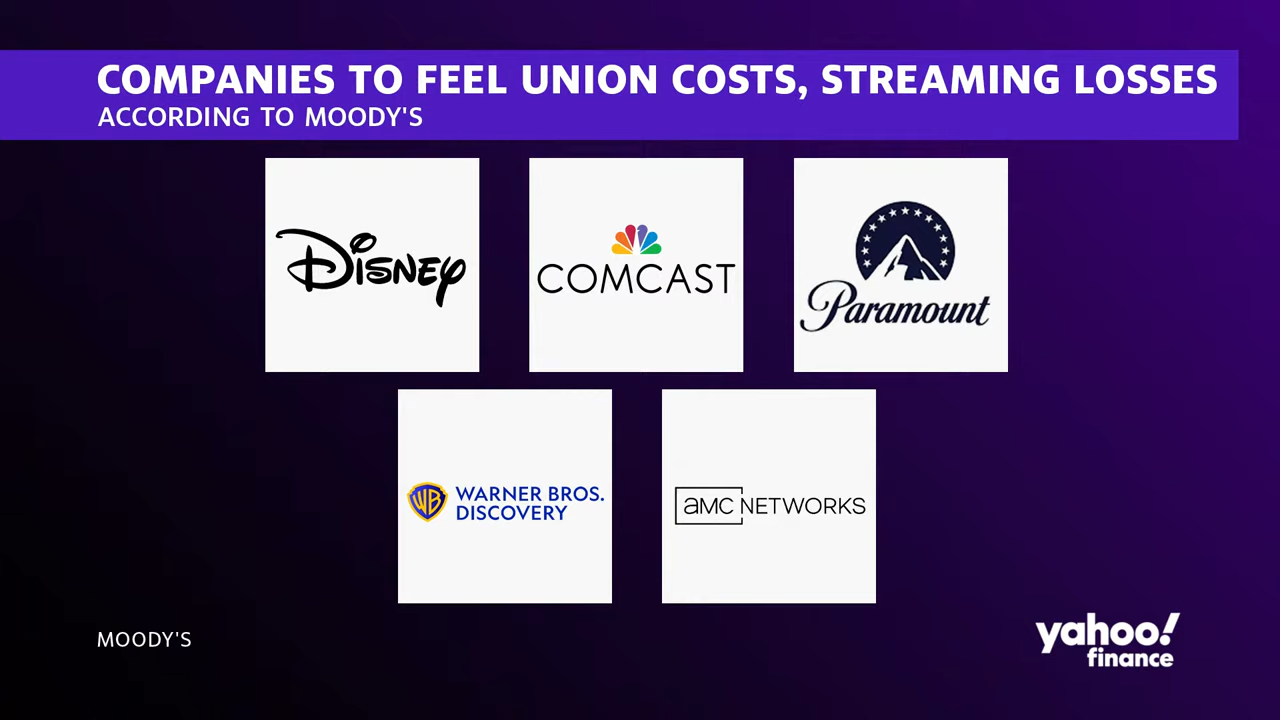 COMPANIES TO FEEL UNION COSTS, STREAMING LOSSES
ACCORDING TO MOODY'S
Disney
COMCAST
Paramount
WB WARNER BROS.
DISCOVERY
aMC NETWORKS
MOODY'S
yahoo!
finance